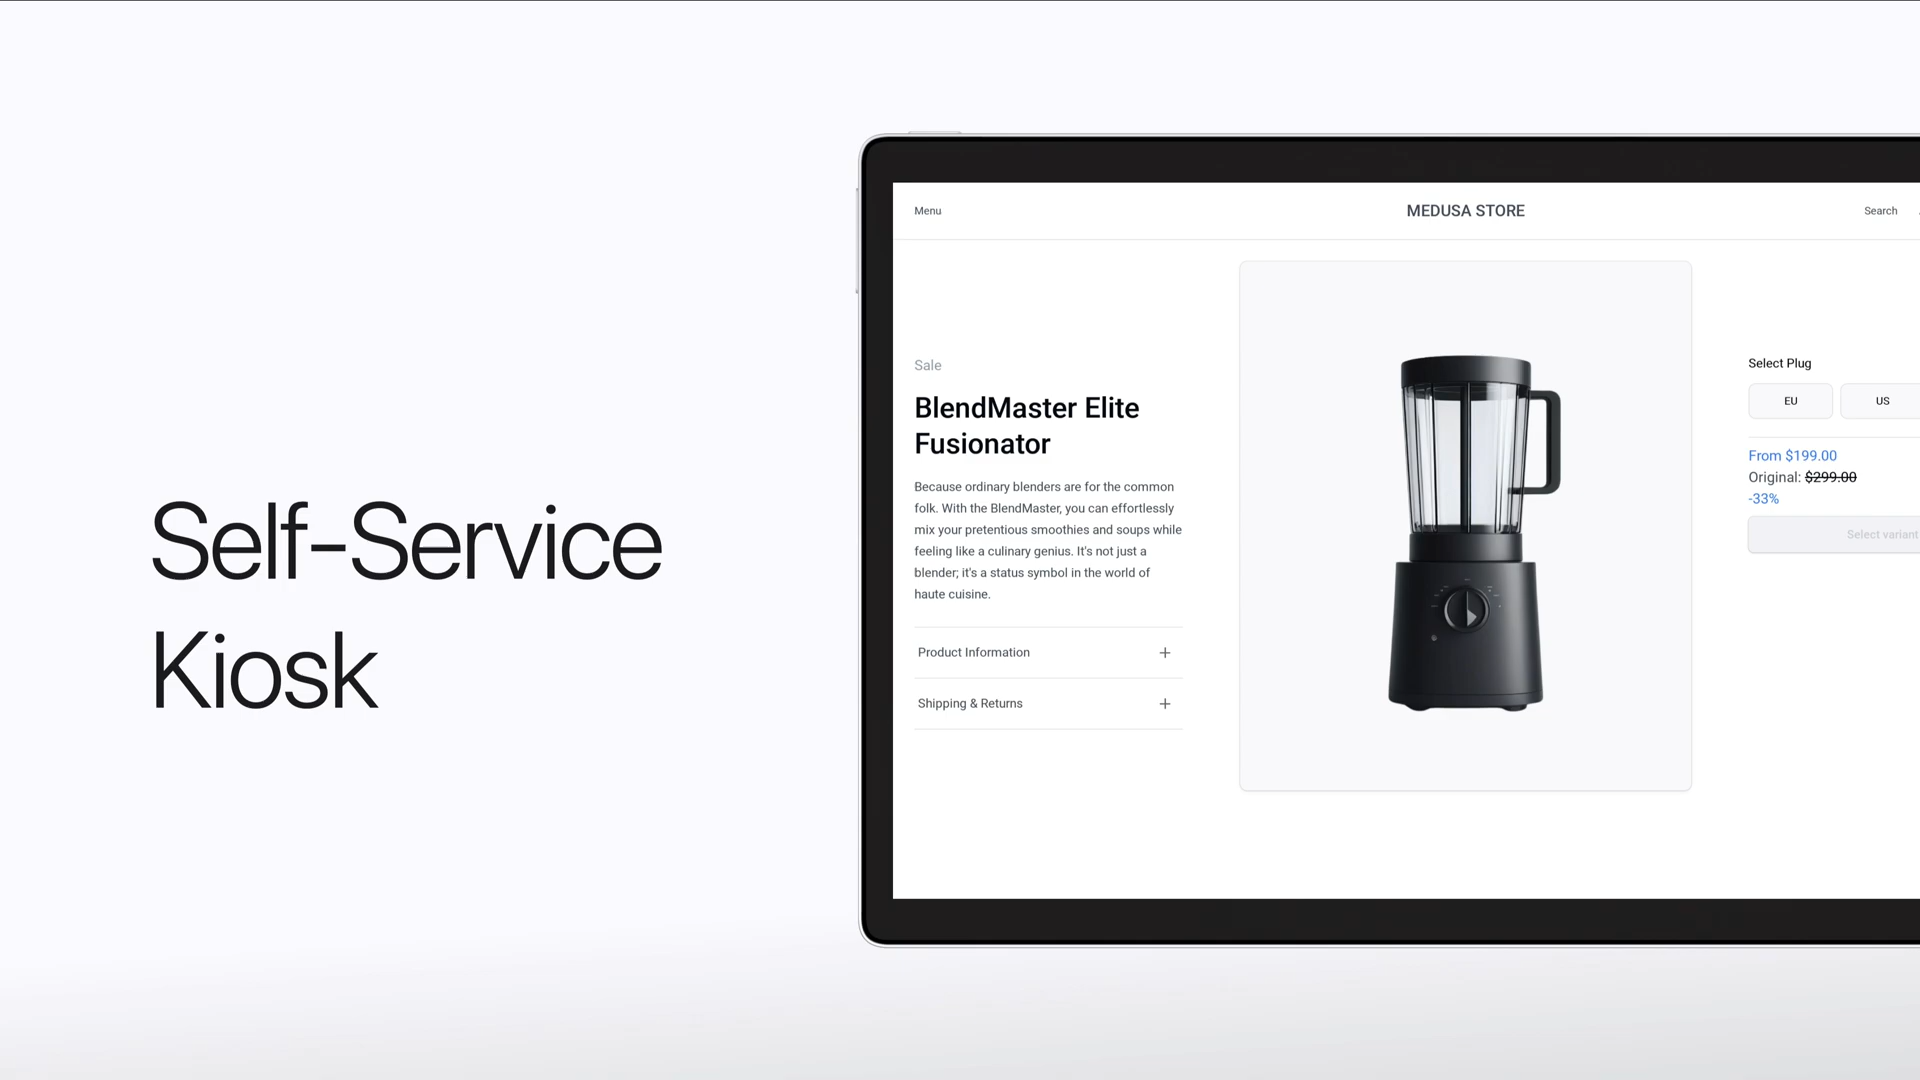 Self-Service
Kiosk
Menu
MEDUSA STORE
Search
Sale
BlendMaster Elite
Fusionator
Because ordinary blenders are for the common
folk. With the BlendMaster, you can effortlessly
mix your pretentious smoothies and soups while
feeling like a culinary genius. It's not just a
blender; it's a status symbol in the world of
haute cuisine.
Product Information
Shipping & Returns
Select Plug
EU
US
From $199.00
Original: $299.00
-33%
Select variant